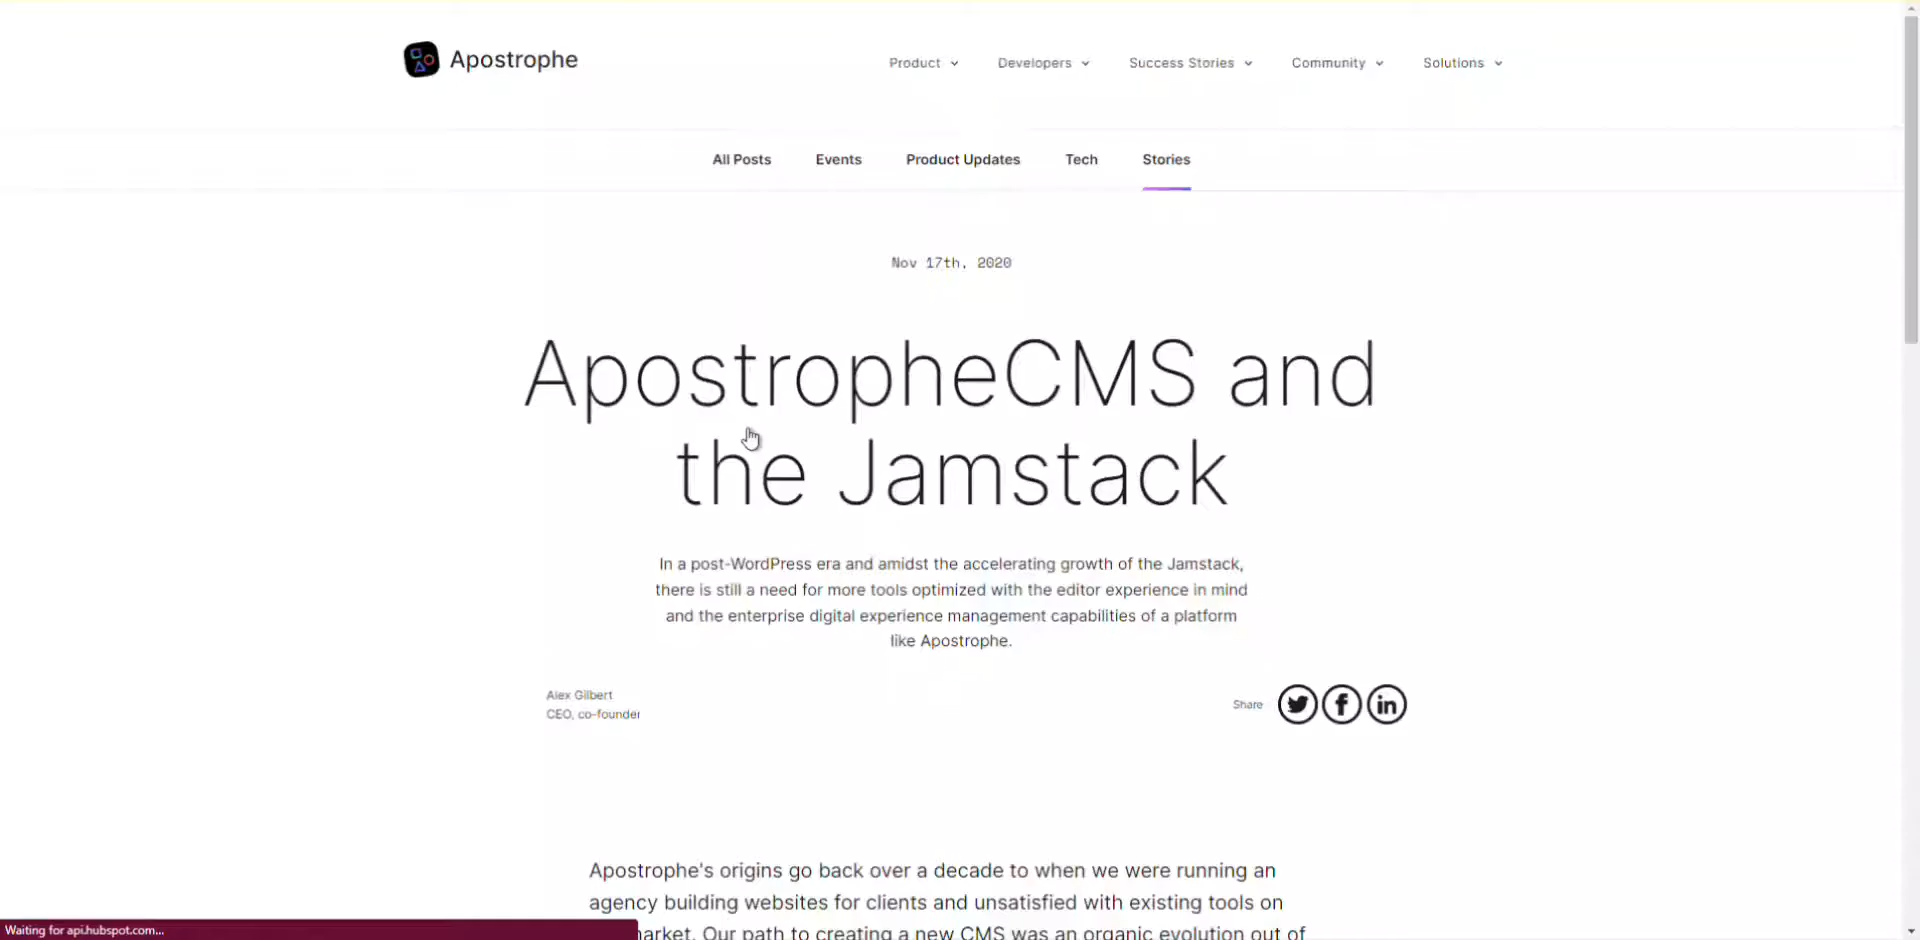 Apostrophe
Product
Developers
Success Stories
Community
Solutions
All Posts
Events
Product Updates
Tech
Stories
Nov 17th, 2020
ApostropheCMS and
the Jamstack
In a post-WordPress era and amidst the accelerating growth of the Jamstack,
there is still a need for more tools optimized with the editor experience in mind
and the enterprise digital experience management capabilities of a platform
like Apostrophe.
Alex Gilbert
CEO, co-founder
Share
Apostrophe's origins go back over a decade to when we were running an
agency building websites for clients and unsatisfied with existing tools on
Our path to creating a new CMS was an organic evolution out of
Waiting for api.hubspot.com...